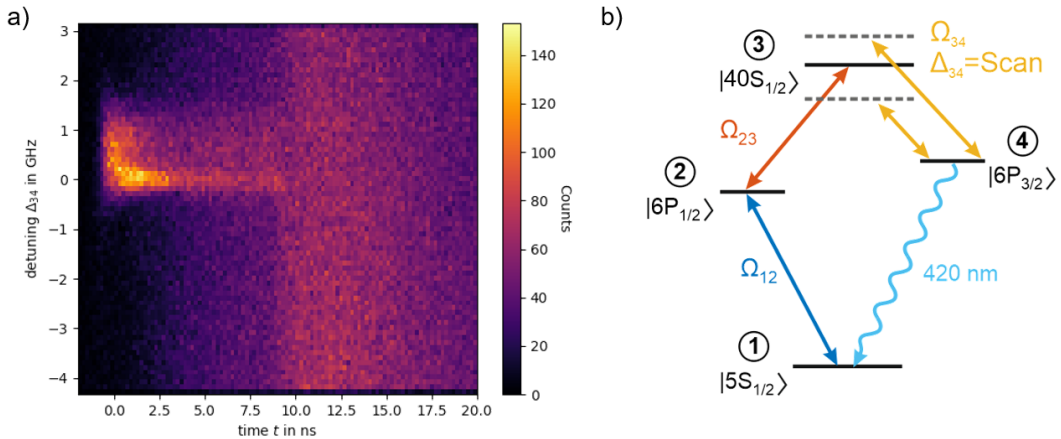 a)
3
2
1
0
−1
−2
−3
−4
detuning Δ₃₄ in GHz
0.0 2.5 5.0 7.5 10.0 12.5 15.0 17.5 20.0
time t in ns
140
120
100
80
60
40
20
0
Counts
b)
3
|40S₁/₂⟩
Ω₃₄
Δ₃₄=Scan
Ω₂₃
2
|6P₁/₂⟩
4
|6P₃/₂⟩
Ω₁₂
420 nm
1
|5S₁/₂⟩